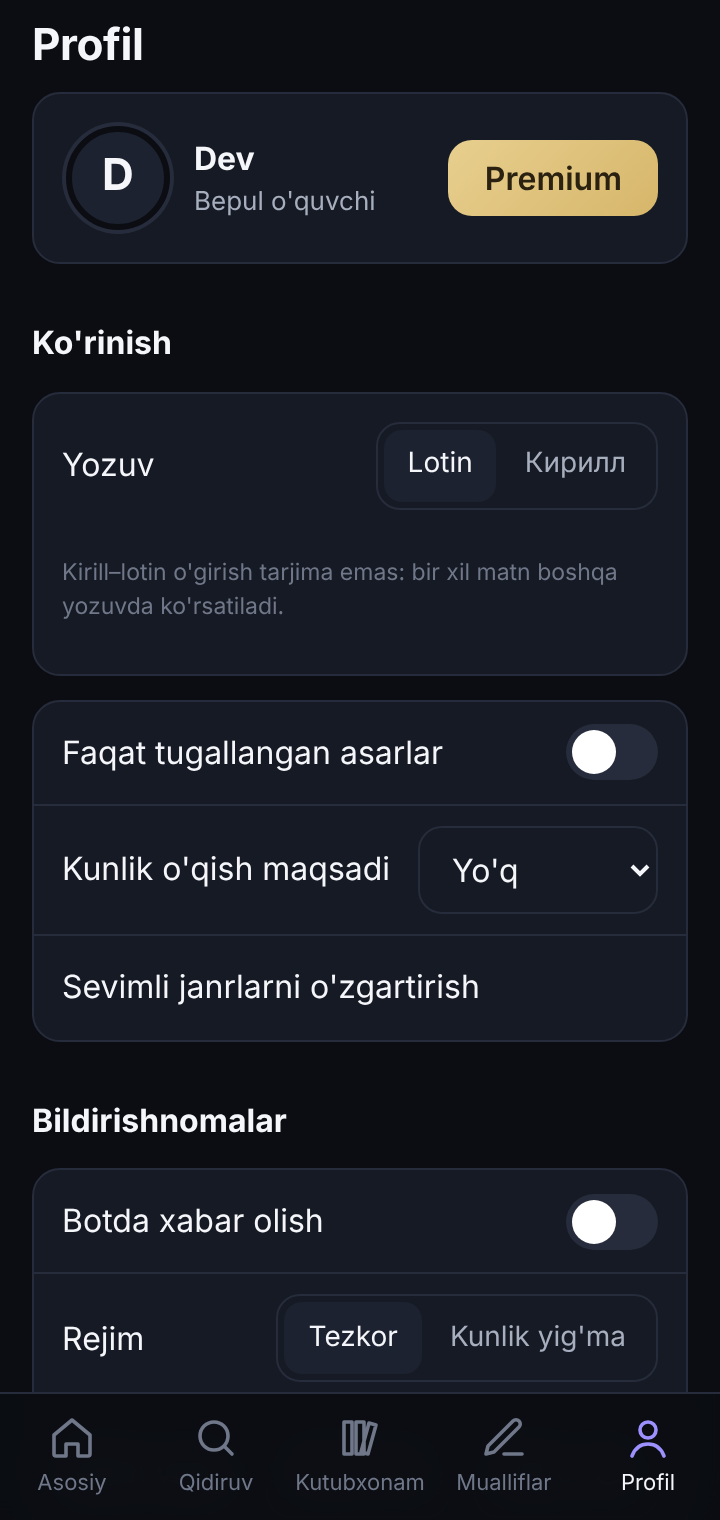 Profil
D
Dev
Bepul o'quvchi
Premium
Ko'rinish
Yozuv
Lotin
Кирилл
Kirill–lotin o'girish tarjima emas: bir xil matn boshqa
yozuvda ko'rsatiladi.
Faqat tugallangan asarlar
Kunlik o'qish maqsadi
Yo'q
Sevimli janrlarni o'zgartirish
Bildirishnomalar
Botda xabar olish
Rejim
Tezkor
Kunlik yig'ma
Asosiy
Qidiruv
Kutubxonam
Mualliflar
Profil